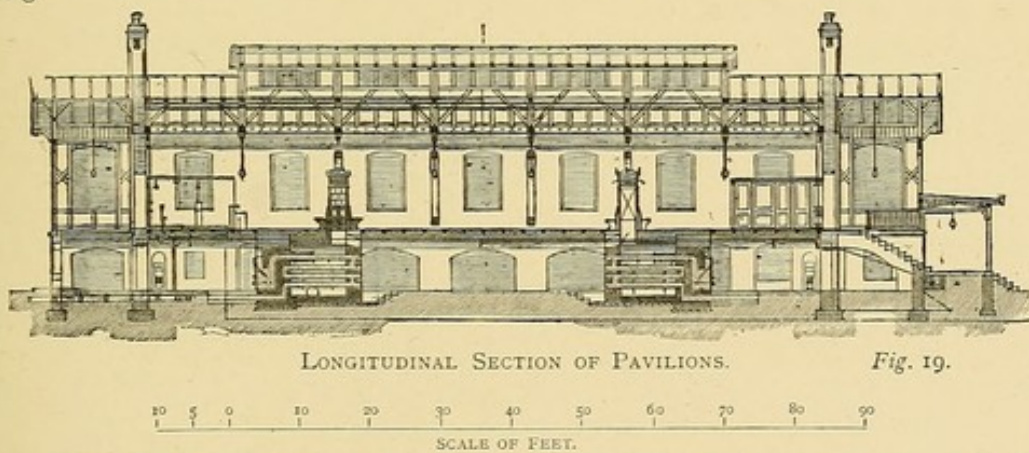 LONGITUDINAL SECTION OF PAVILIONS. Fig. 19.
10 5 0 10 20 30 40 50 60 70 80 90
SCALE OF FEET.